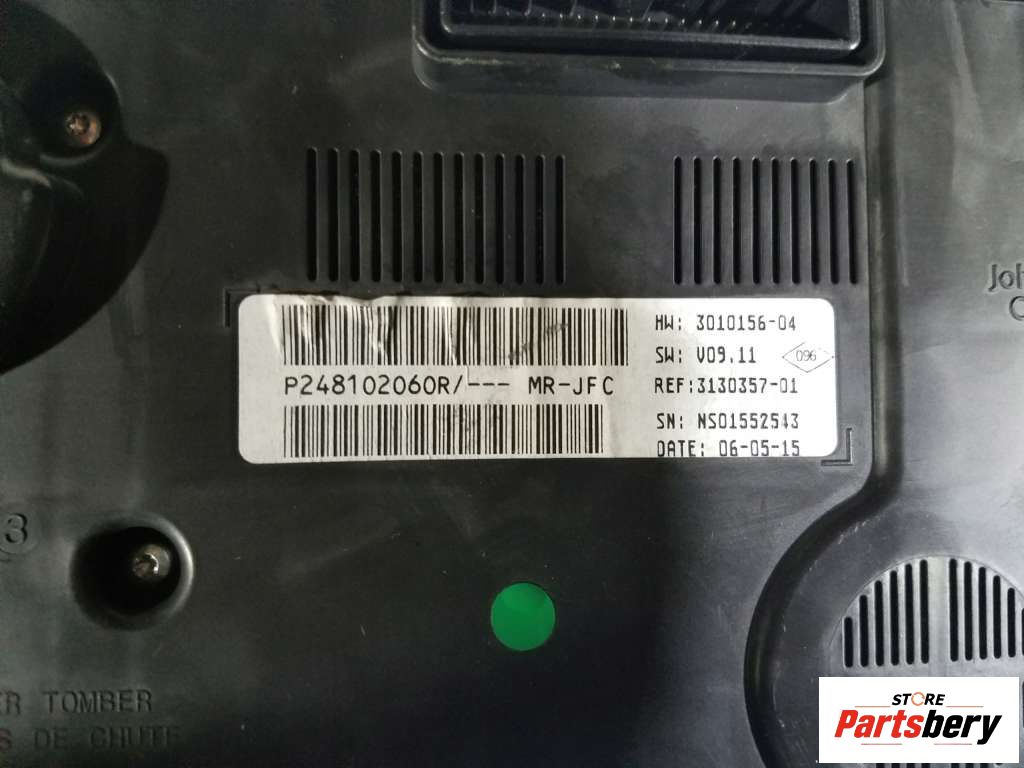 HW: 3010156-04
SW: V09.11
096
P248102060R/--- MR-JFC
REF:3130357-01
SN: NS01552543
DATE: 06-05-15
3
TOMBER
DE CHUTE
STORE
Partsbery